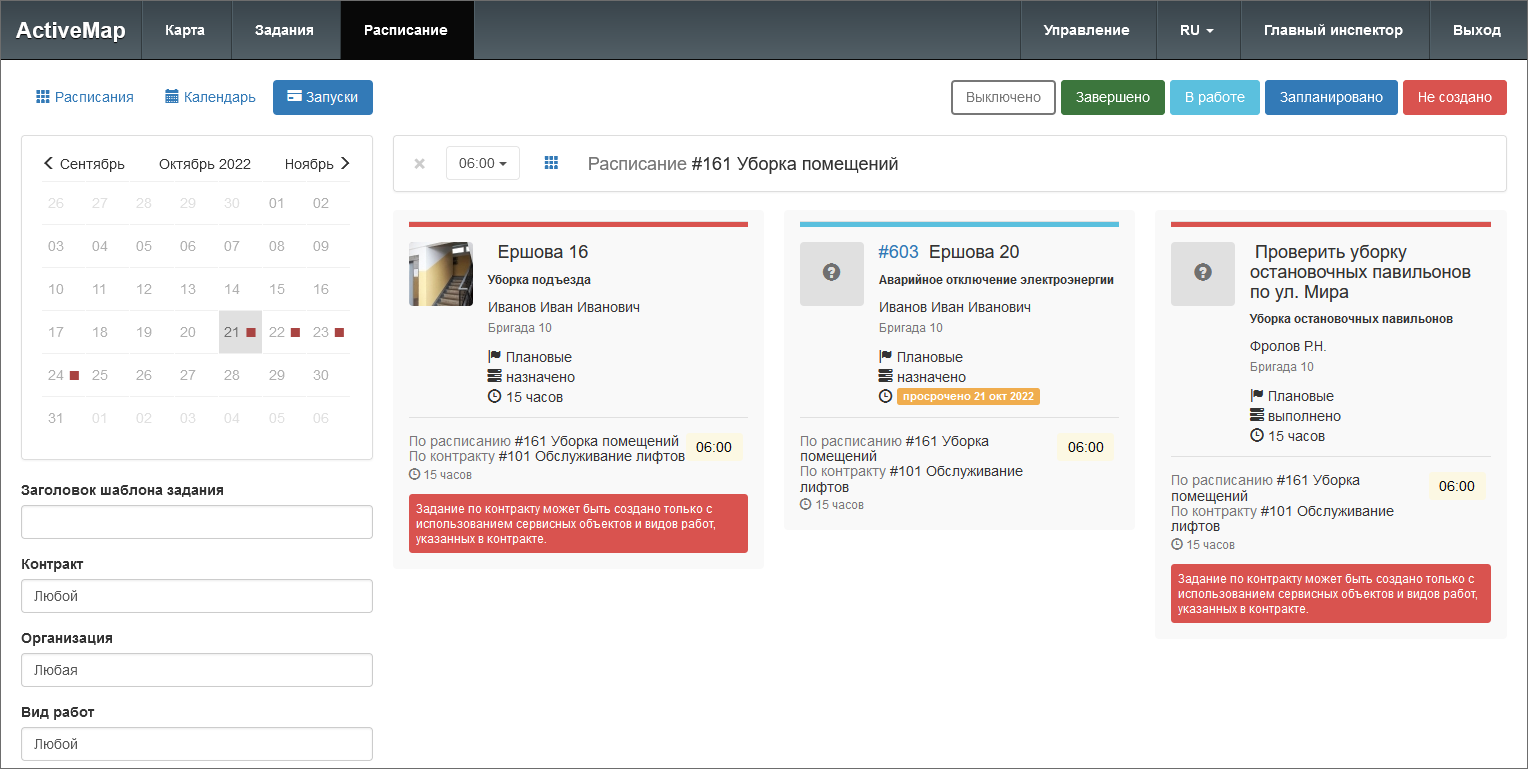 ActiveMap Карта Задания Расписание Управление RU Главный инспектор Выход
Расписания Календарь Запуски Выключено Завершено В работе Запланировано Не создано
Сентябрь Октябрь 2022 Ноябрь
26 27 28 29 30 01 02
03 04 05 06 07 08 09
10 11 12 13 14 15 16
17 18 19 20 21 22 23
24 25 26 27 28 29 30
31 01 02 03 04 05 06
Заголовок шаблона задания
Контракт
Любой
Организация
Любая
Вид работ
Любой
06:00 Расписание #161 Уборка помещений
Ершова 16
Уборка подъезда
Иванов Иван Иванович
Бригада 10
Плановые
назначено
15 часов
По расписанию #161 Уборка помещений
По контракту #101 Обслуживание лифтов
06:00
15 часов
Задание по контракту может быть создано только с
использованием сервисных объектов и видов работ,
указанных в контракте.
#603 Ершова 20
Аварийное отключение электроэнергии
Иванов Иван Иванович
Бригада 10
Плановые
назначено
просрочено 21 окт 2022
По расписанию #161 Уборка
помещений
По контракту #101 Обслуживание
лифтов
06:00
15 часов
Проверить уборку
остановочных павильонов
по ул. Мира
Уборка остановочных павильонов
Фролов Р.Н.
Бригада 10
Плановые
выполнено
15 часов
По расписанию #161 Уборка
помещений
По контракту #101 Обслуживание
лифтов
06:00
15 часов
Задание по контракту может быть создано только с
использованием сервисных объектов и видов работ,
указанных в контракте.